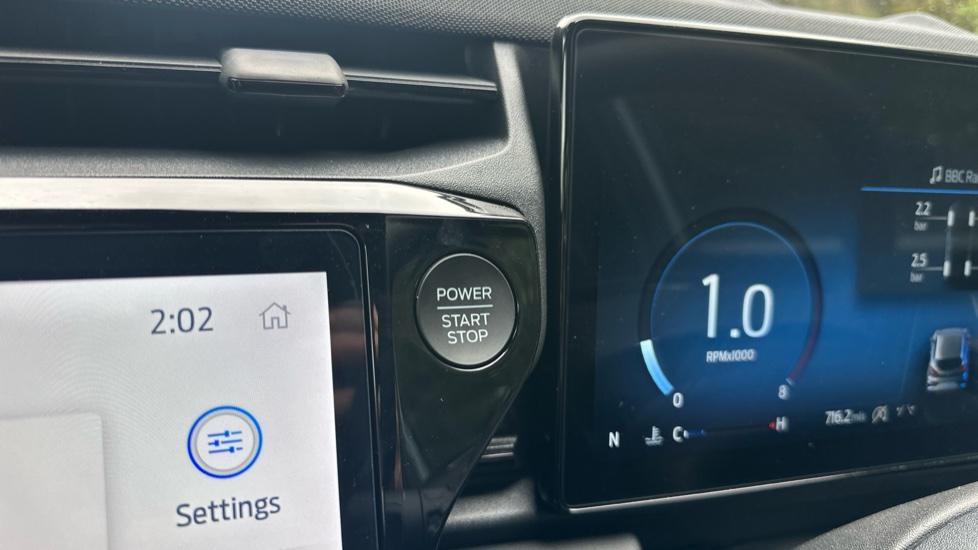 2:02
Settings
POWER
START
STOP
BBC Ra
2.2
bar
2.5
bar
1.0
RPMx1000
0
8
N
C
H
716.2